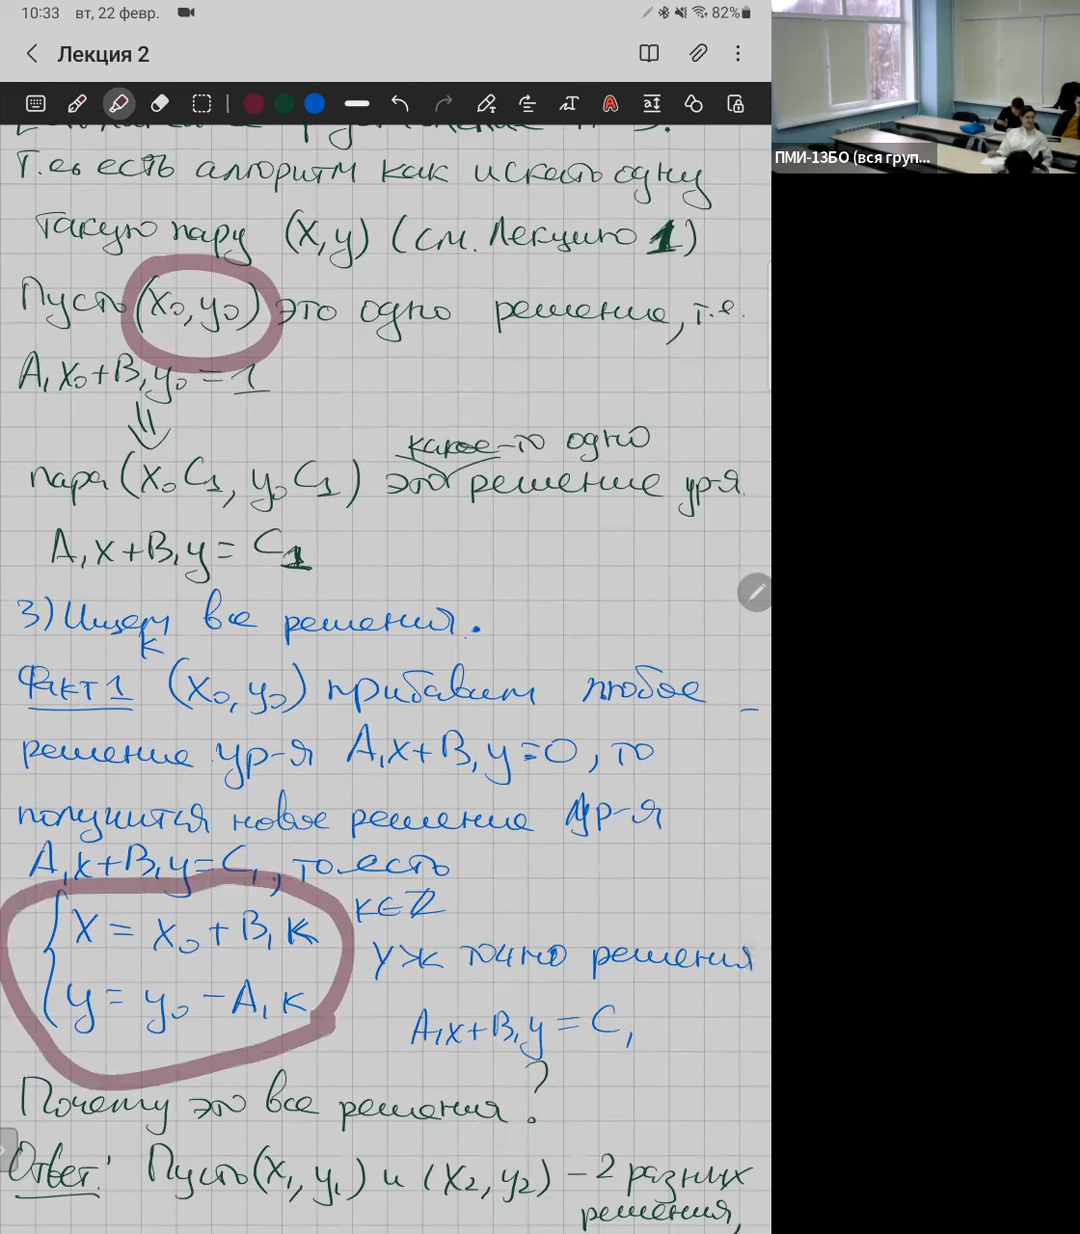 10:33 вт, 22 февр. 82%
Лекция 2
ПМИ-13БО (вся груп...
Т.е. есть алгоритм как искать одну
такую пару (x, y) (см. Лекцию 1)
Пусть (x₀, y₀) это одно решение, т.е.
A₁x₀+B₁y₀=1
⇓
какое-то одно
пара (x₀C₁, y₀C₁) это решение ур-я
A₁x+B₁y=C₁
3) Ищем все решения.
к
Факт 1 (x₀, y₀) прибавим любое
решение ур-я A₁x+B₁y=0, то
получится новое решение ур-я
A₁x+B₁y=C₁, то есть
{ x = x₀ + B₁k k∈ℤ
{ y = y₀ - A₁k уж точно решения
A₁x+B₁y=C₁
Почему это все решения?
Ответ: Пусть (x₁, y₁) и (x₂, y₂) – 2 разных
решения,